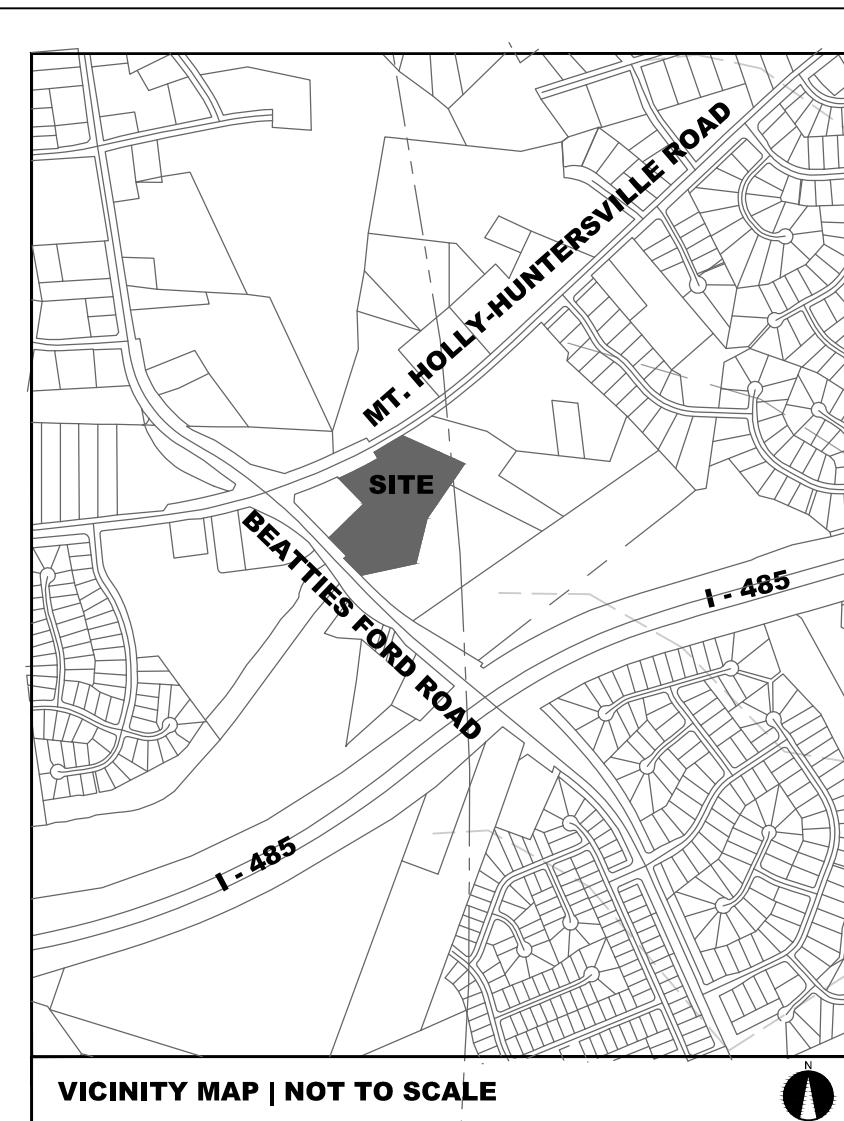 MT. HOLLY-HUNTERSVILLE ROAD
SITE
BEATTIES FORD ROAD
I - 485
I - 485
VICINITY MAP | NOT TO SCALE
N